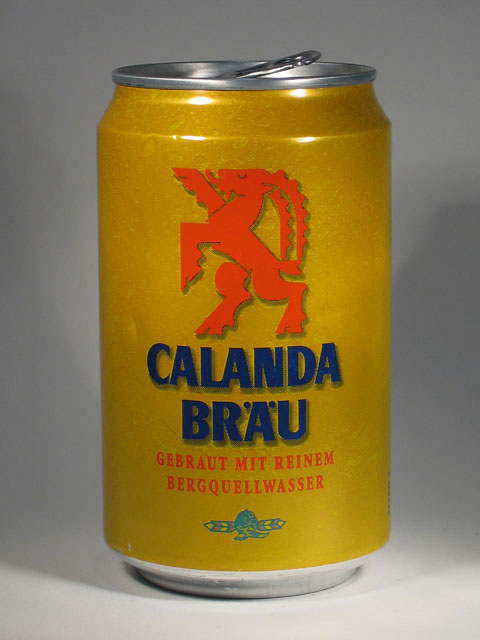 CALANDA
BRÄU
GEBRAUT MIT REINEM
BERGQUELLWASSER